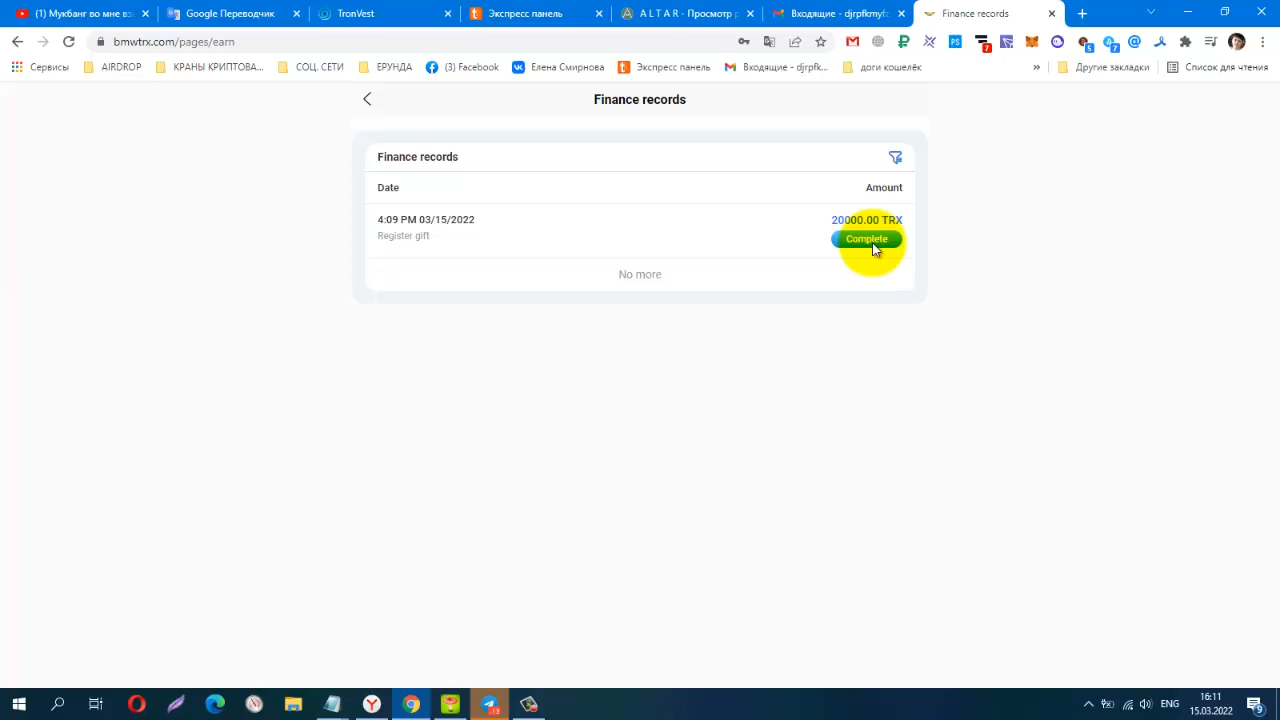 (1) Мукбанг во мне вз
Google Переводчик
TronVest
Экспресс панель
A L T A R - Просмотр р
Входящие - djrpfkmyfz
Finance records
bmwtrx.com/pages/earn
7
5
7
Сервисы
AIRDROP
КРАНЫ КРИПТОВА...
СОЦ. СЕТИ
ЕРУНДА
(3) Facebook
Елена Смирнова
Экспресс панель
Входящие - djrpfk...
доги кошелёк
»
Другие закладки
Список для чтения
Finance records
Finance records
Date
Amount
4:09 PM 03/15/2022
20000.00 TRX
Register gift
Complete
No more
ENG
16:11
15.03.2022